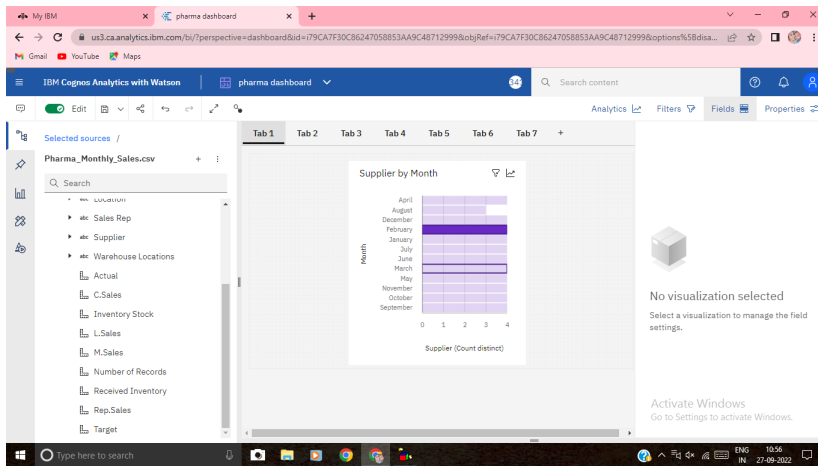 My IBM
pharma dashboard
us3.ca.analytics.ibm.com/bi/?perspective=dashboard&id=i79CA7F30C86247058853AA9C48712999&objRef=i79CA7F30C86247058853AA9C48712999&options%5Bdisa...
Gmail YouTube Maps
IBM Cognos Analytics with Watson
pharma dashboard
Search content
Edit
Analytics Filters Fields Properties
Selected sources /
Tab 1 Tab 2 Tab 3 Tab 4 Tab 5 Tab 6 Tab 7 +
Pharma_Monthly_Sales.csv
Search
abc Location
abc Sales Rep
abc Supplier
abc Warehouse Locations
Actual
C.Sales
Inventory Stock
L.Sales
M.Sales
Number of Records
Received Inventory
Rep.Sales
Target
Supplier by Month
Month
April
August
December
February
January
July
June
March
May
November
October
September
0 1 2 3 4
Supplier (Count distinct)
No visualization selected
Select a visualization to manage the field
settings.
Activate Windows
Go to Settings to activate Windows.
Type here to search
ENG
IN
10:56
27-09-2022